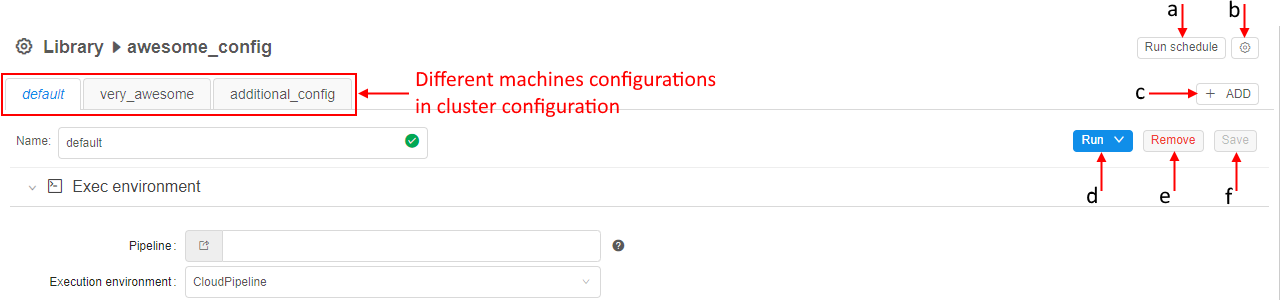 a b
Library awesome_config Run schedule
default very_awesome additional_config
Different machines configurations
in cluster configuration
c + ADD
Name: default Run Remove Save
Exec environment
d e f
Pipeline:
Execution environment: CloudPipeline